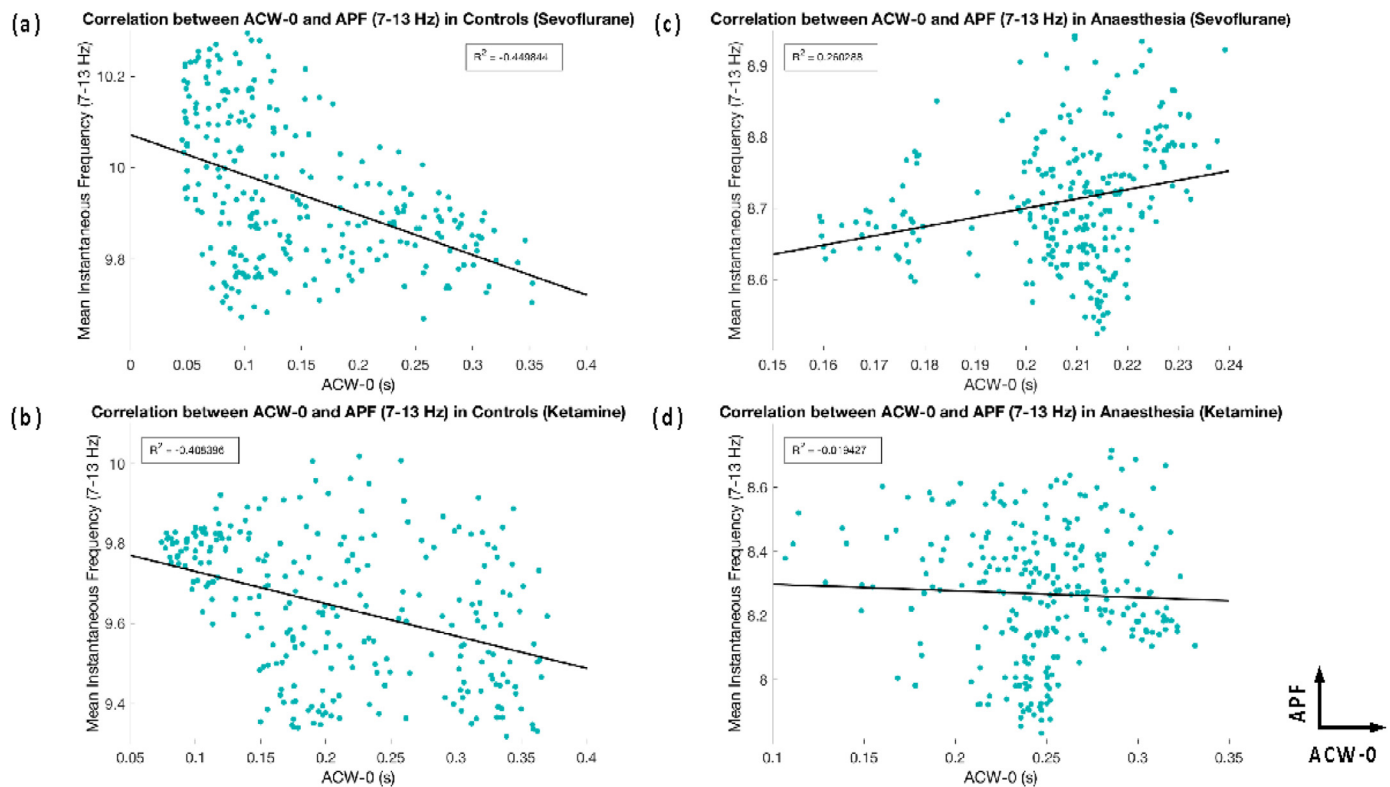 (a)
Correlation between ACW-0 and APF (7-13 Hz) in Controls (Sevoflurane)
R² = -0.449844
Mean Instantaneous Frequency (7-13 Hz)
10.2
10
9.8
0 0.05 0.1 0.15 0.2 0.25 0.3 0.35 0.4
ACW-0 (s)
(c)
Correlation between ACW-0 and APF (7-13 Hz) in Anaesthesia (Sevoflurane)
R² = 0.260288
Mean Instantaneous Frequency (7-13 Hz)
8.9
8.8
8.7
8.6
0.15 0.16 0.17 0.18 0.19 0.2 0.21 0.22 0.23 0.24
ACW-0 (s)
(b)
Correlation between ACW-0 and APF (7-13 Hz) in Controls (Ketamine)
R² = -0.408396
Mean Instantaneous Frequency (7-13 Hz)
10
9.8
9.6
9.4
0.05 0.1 0.15 0.2 0.25 0.3 0.35 0.4
ACW-0 (s)
(d)
Correlation between ACW-0 and APF (7-13 Hz) in Anaesthesia (Ketamine)
R² = -0.019427
Mean Instantaneous Frequency (7-13 Hz)
8.6
8.4
8.2
8
0.1 0.15 0.2 0.25 0.3 0.35
ACW-0 (s)
APF
ACW-0